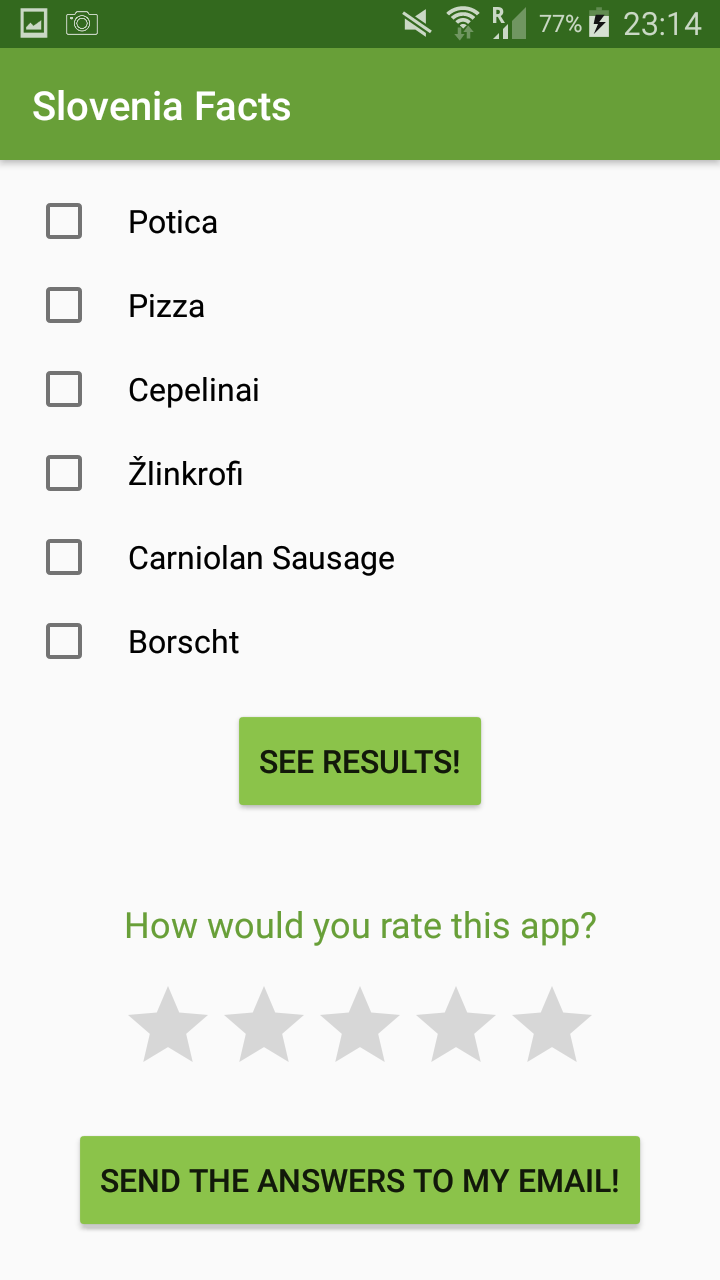 R 77% 23:14
Slovenia Facts
Potica
Pizza
Cepelinai
Žlinkrofi
Carniolan Sausage
Borscht
SEE RESULTS!
How would you rate this app?
SEND THE ANSWERS TO MY EMAIL!